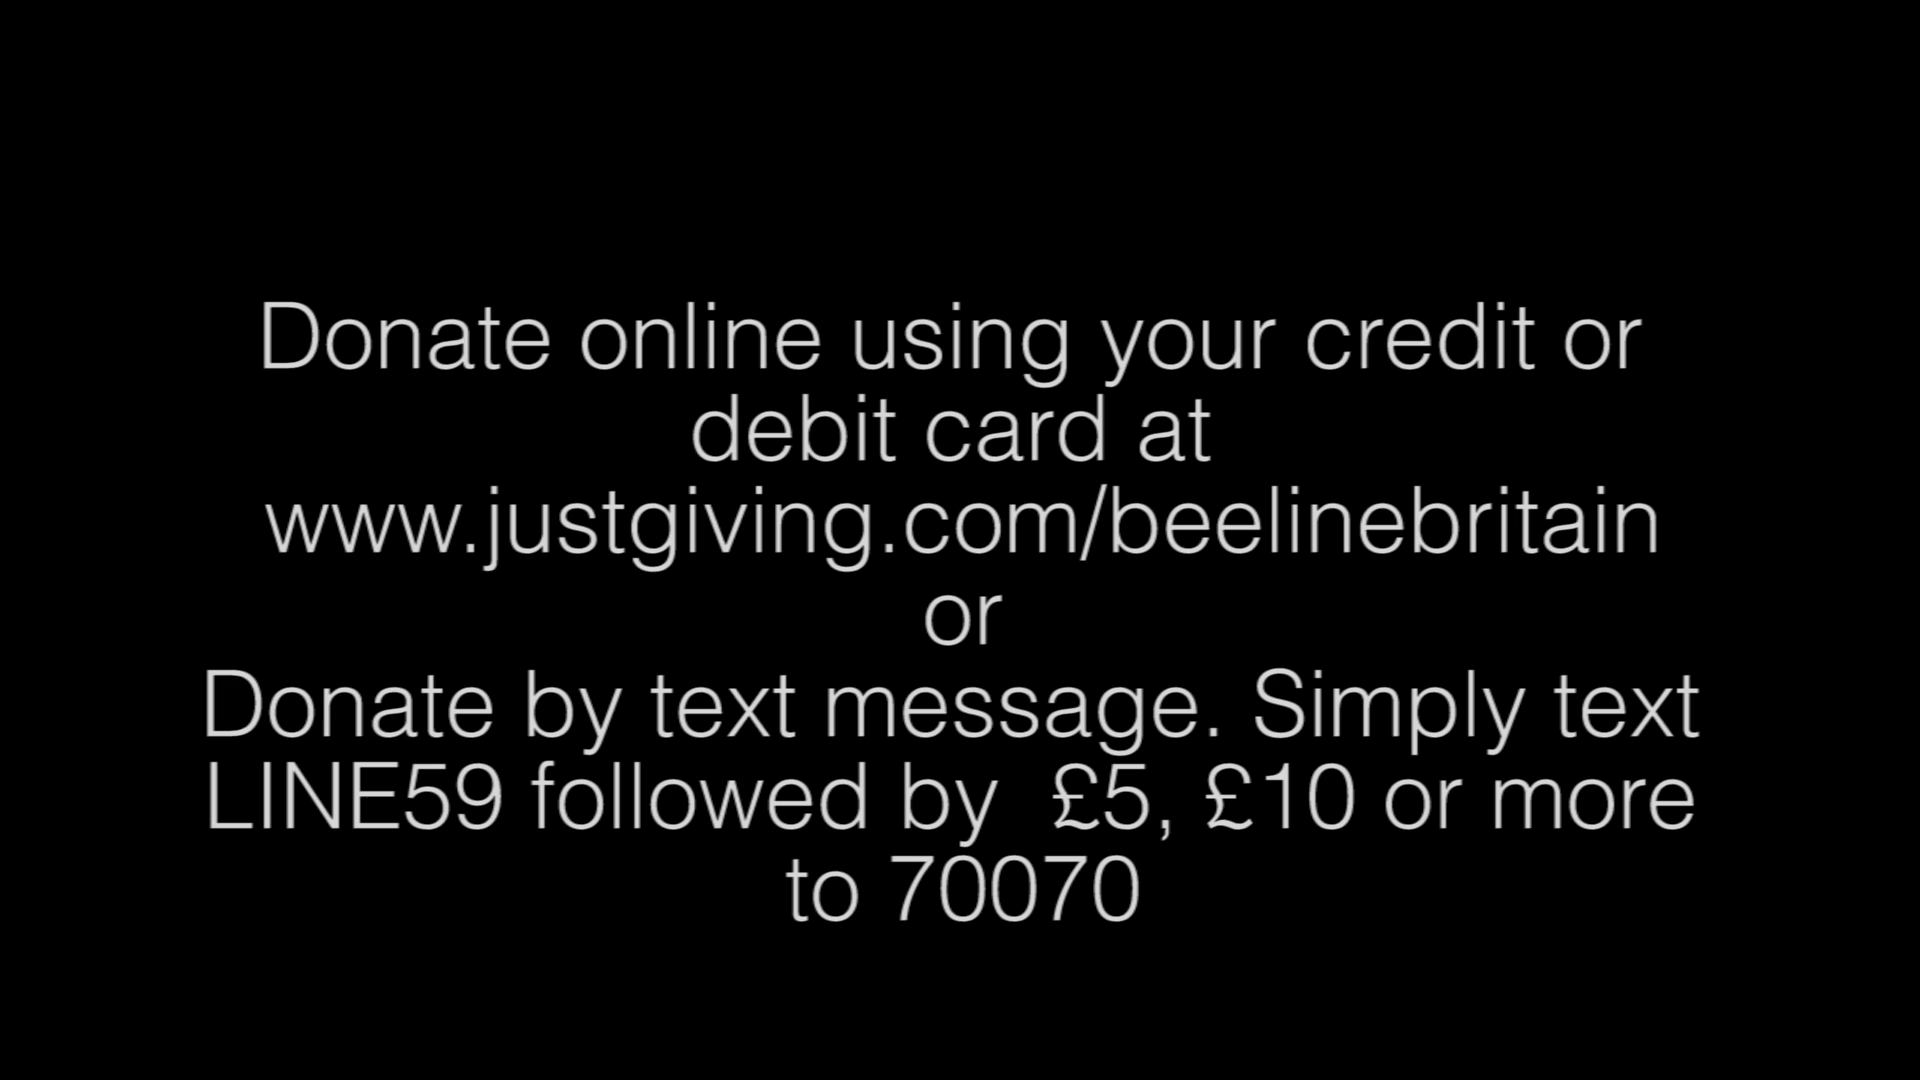 Donate online using your credit or
debit card at
www.justgiving.com/beelinebritain
or
Donate by text message. Simply text
LINE59 followed by  £5, £10 or more
to 70070